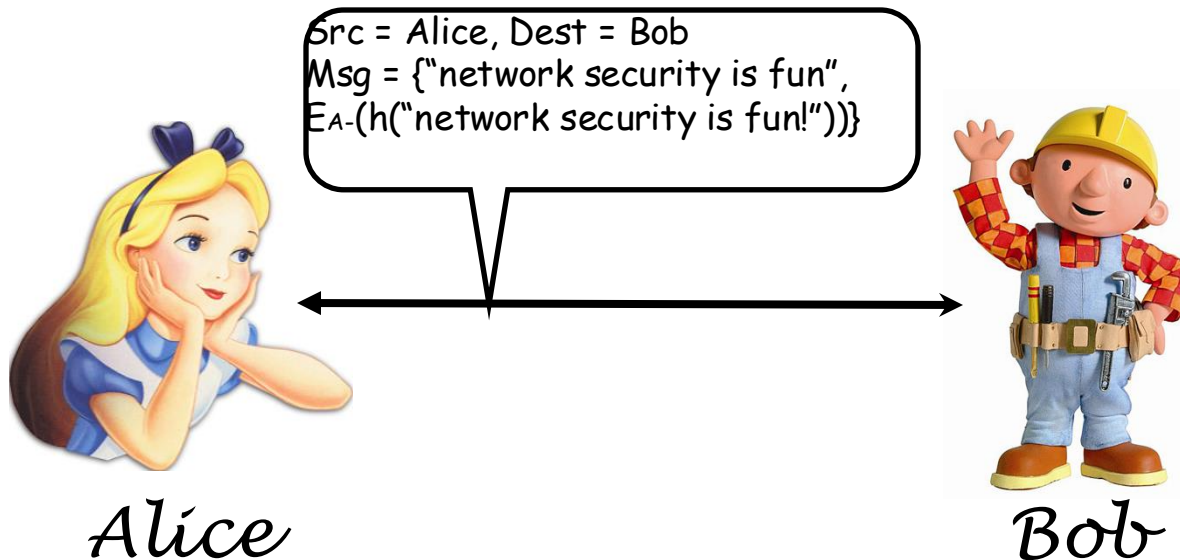 Src = Alice, Dest = Bob
Msg = {“network security is fun”,
EA-(h(“network security is fun!”))}
Alice
Bob